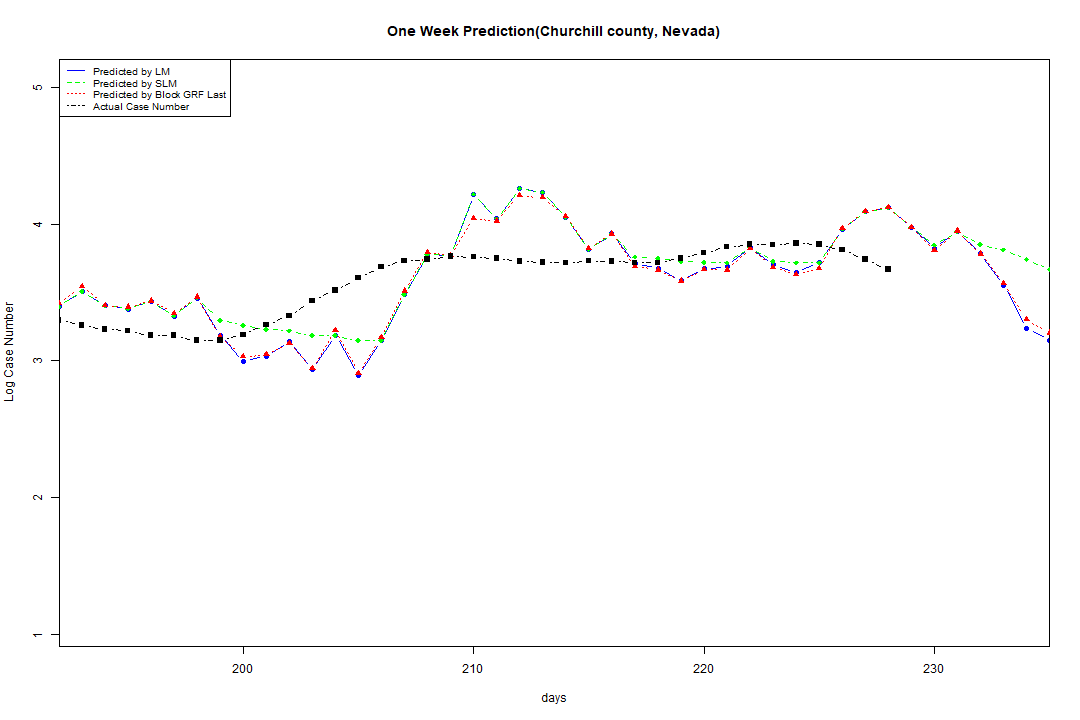 One Week Prediction(Churchill county, Nevada)
Predicted by LM
Predicted by SLM
Predicted by Block GRF Last
Actual Case Number
5
4
3
2
1
Log Case Number
200
210
220
230
days